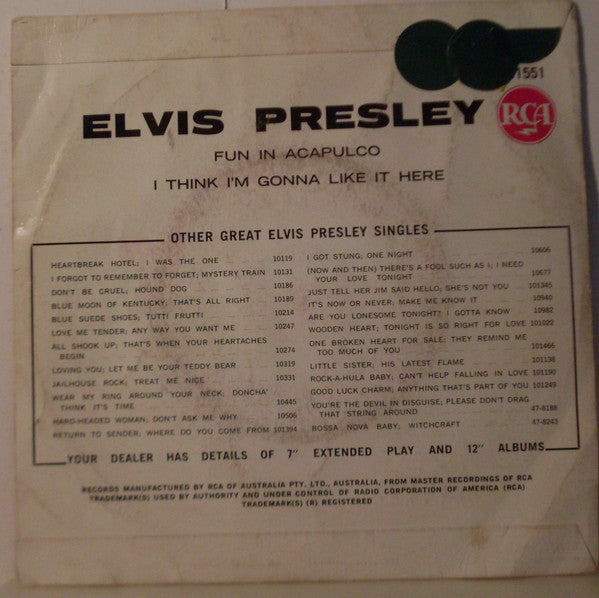 1551
ELVIS PRESLEY
RCA
FUN IN ACAPULCO
I THINK I'M GONNA LIKE IT HERE
OTHER GREAT ELVIS PRESLEY SINGLES
HEARTBREAK HOTEL; I WAS THE ONE 10119
I FORGOT TO REMEMBER TO FORGET; MYSTERY TRAIN 10131
DON'T BE CRUEL; HOUND DOG 10186
BLUE MOON OF KENTUCKY; THAT'S ALL RIGHT 10189
BLUE SUEDE SHOES; TUTTI FRUTTI 10214
LOVE ME TENDER; ANY WAY YOU WANT ME 10247
ALL SHOOK UP; THAT'S WHEN YOUR HEARTACHES
BEGIN 10274
LOVING YOU; LET ME BE YOUR TEDDY BEAR 10319
JAILHOUSE ROCK; TREAT ME NICE 10331
WEAR MY RING AROUND YOUR NECK; DONCHA'
THINK IT'S TIME 10445
HARD-HEADED WOMAN; DON'T ASK ME WHY 10506
RETURN TO SENDER; WHERE DO YOU COME FROM 101394
I GOT STUNG; ONE NIGHT 10606
(NOW AND THEN) THERE'S A FOOL SUCH AS I; I NEED
YOUR LOVE TONIGHT 10677
JUST TELL HER JIM SAID HELLO; SHE'S NOT YOU 101345
IT'S NOW OR NEVER; MAKE ME KNOW IT 10940
ARE YOU LONESOME TONIGHT? I GOTTA KNOW 10982
WOODEN HEART; TONIGHT IS SO RIGHT FOR LOVE 101022
ONE BROKEN HEART FOR SALE; THEY REMIND ME
TOO MUCH OF YOU 101466
LITTLE SISTER; HIS LATEST FLAME 101138
ROCK-A-HULA BABY; CAN'T HELP FALLING IN LOVE 101190
GOOD LUCK CHARM; ANYTHING THAT'S PART OF YOU 101249
YOU'RE THE DEVIL IN DISGUISE; PLEASE DON'T DRAG
THAT STRING AROUND 47-8188
BOSSA NOVA BABY; WITCHCRAFT 47-8243
YOUR DEALER HAS DETAILS OF 7" EXTENDED PLAY AND 12" ALBUMS
RECORDS MANUFACTURED BY RCA OF AUSTRALIA PTY. LTD., AUSTRALIA, FROM MASTER RECORDINGS OF RCA
TRADEMARK(S) USED BY AUTHORITY AND UNDER CONTROL OF RADIO CORPORATION OF AMERICA (RCA)
TRADEMARK(S) (R) REGISTERED